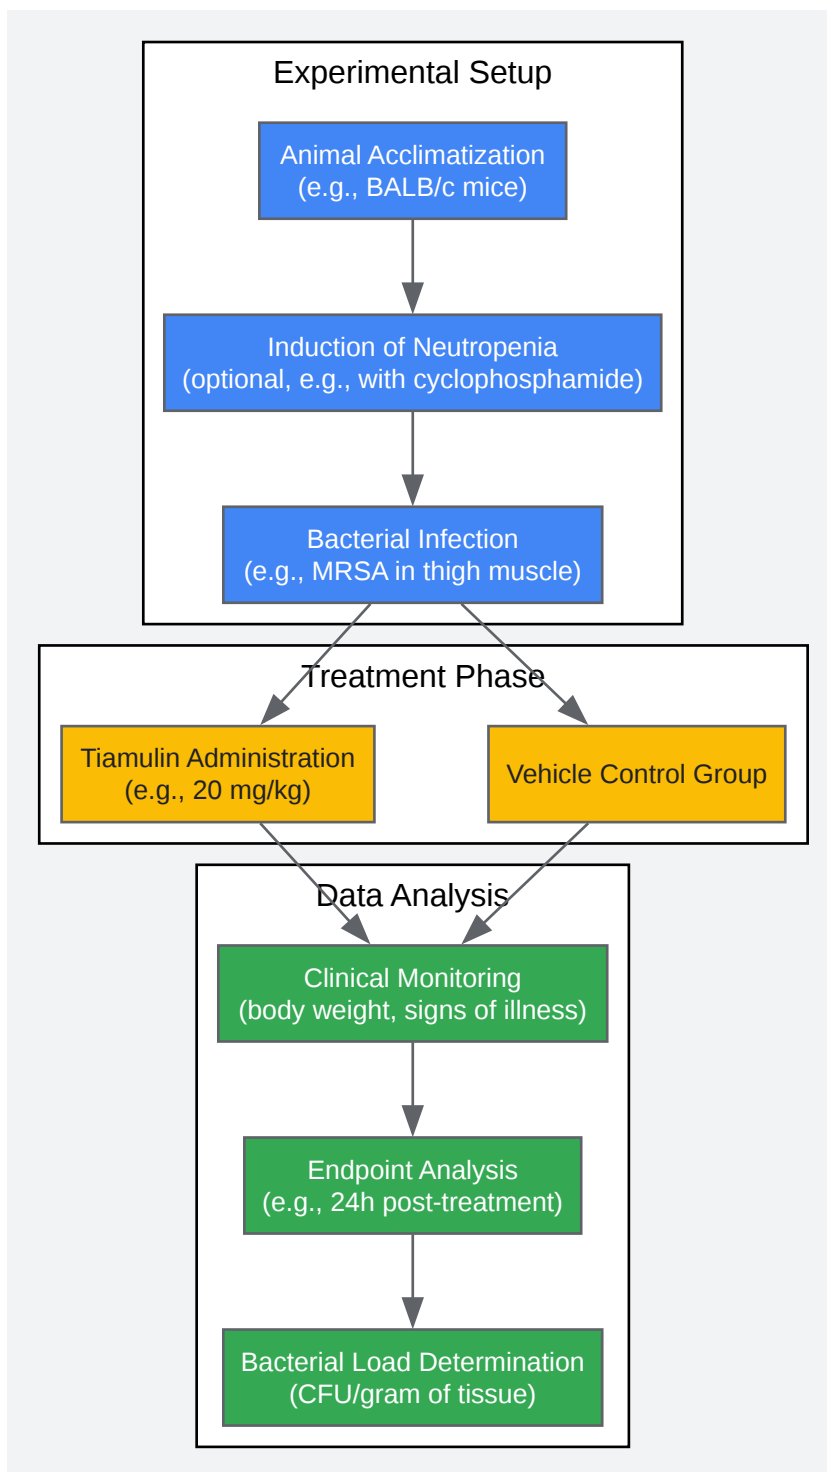 Experimental Setup
Animal Acclimatization
(e.g., BALB/c mice)
Induction of Neutropenia
(optional, e.g., with cyclophosphamide)
Bacterial Infection
(e.g., MRSA in thigh muscle)
Treatment Phase
Tiamulin Administration
(e.g., 20 mg/kg)
Vehicle Control Group
Data Analysis
Clinical Monitoring
(body weight, signs of illness)
Endpoint Analysis
(e.g., 24h post-treatment)
Bacterial Load Determination
(CFU/gram of tissue)